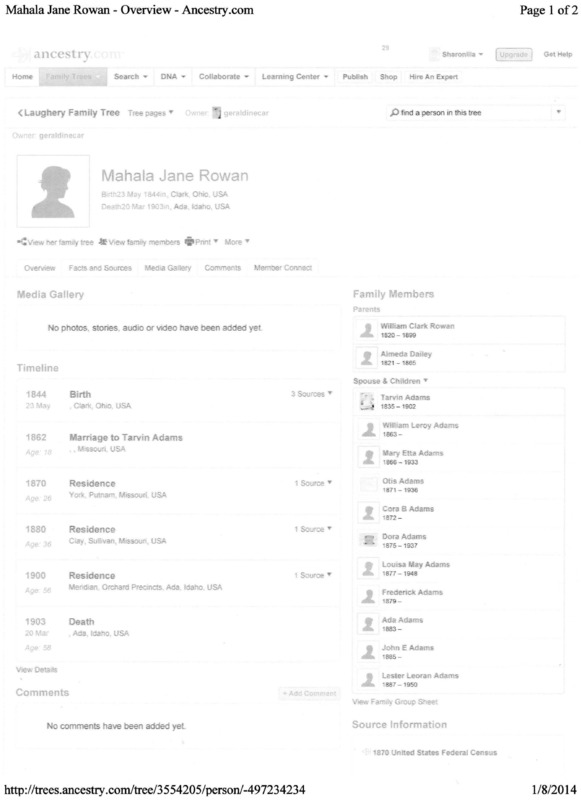 Mahala Jane Rowan - Overview - Ancestry.com
Page 1 of 2
ancestry.com
29
Sharonilia
Upgrade
Get Help
Home
Family Trees
Search
DNA
Collaborate
Learning Center
Publish
Shop
Hire An Expert
Laughery Family Tree
Tree pages
Owner: geraldinecar
find a person in this tree
Owner: geraldinecar
Mahala Jane Rowan
Birth23 May 1844in, Clark, Ohio, USA
Death20 Mar 1903in, Ada, Idaho, USA
View her family tree
View family members
Print
More
Overview
Facts and Sources
Media Gallery
Comments
Member Connect
Media Gallery
No photos, stories, audio or video have been added yet.
Timeline
1844
Birth
3 Sources
23 May
, Clark, Ohio, USA
1862
Marriage to Tarvin Adams
Age: 18
, , Missouri, USA
1870
Residence
1 Source
Age: 26
York, Putnam, Missouri, USA
1880
Residence
1 Source
Age: 36
Clay, Sullivan, Missouri, USA
1900
Residence
1 Source
Age: 56
Meridian, Orchard Precincts, Ada, Idaho, USA
1903
Death
20 Mar
, Ada, Idaho, USA
Age: 58
View Details
Comments
+ Add Comment
No comments have been added yet.
Family Members
Parents
William Clark Rowan
1820 – 1899
Almeda Dailey
1821 – 1865
Spouse & Children
Tarvin Adams
1835 – 1902
William Leroy Adams
1863 –
Mary Etta Adams
1866 – 1933
Otis Adams
1871 – 1936
Cora B Adams
1872 –
Dora Adams
1875 – 1937
Louisa May Adams
1877 – 1948
Frederick Adams
1879 –
Ada Adams
1883 –
John E Adams
1885 –
Lester Leoran Adams
1887 – 1950
View Family Group Sheet
Source Information
1870 United States Federal Census
http://trees.ancestry.com/tree/3554205/person/-497234234
1/8/2014